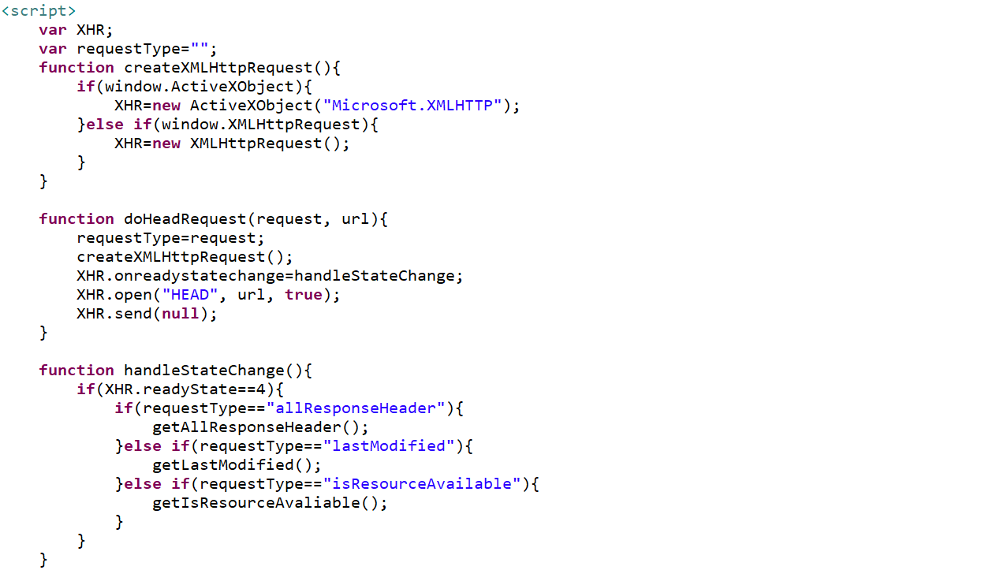 <script>
    var XHR;
    var requestType="";
    function createXMLHttpRequest(){
        if(window.ActiveXObject){
            XHR=new ActiveXObject("Microsoft.XMLHTTP");
        }else if(window.XMLHttpRequest){
            XHR=new XMLHttpRequest();
        }
    }

    function doHeadRequest(request, url){
        requestType=request;
        createXMLHttpRequest();
        XHR.onreadystatechange=handleStateChange;
        XHR.open("HEAD", url, true);
        XHR.send(null);
    }

    function handleStateChange(){
        if(XHR.readyState==4){
            if(requestType=="allResponseHeader"){
                getAllResponseHeader();
            }else if(requestType=="lastModified"){
                getLastModified();
            }else if(requestType=="isResourceAvailable"){
                getIsResourceAvaliable();
            }
        }
    }